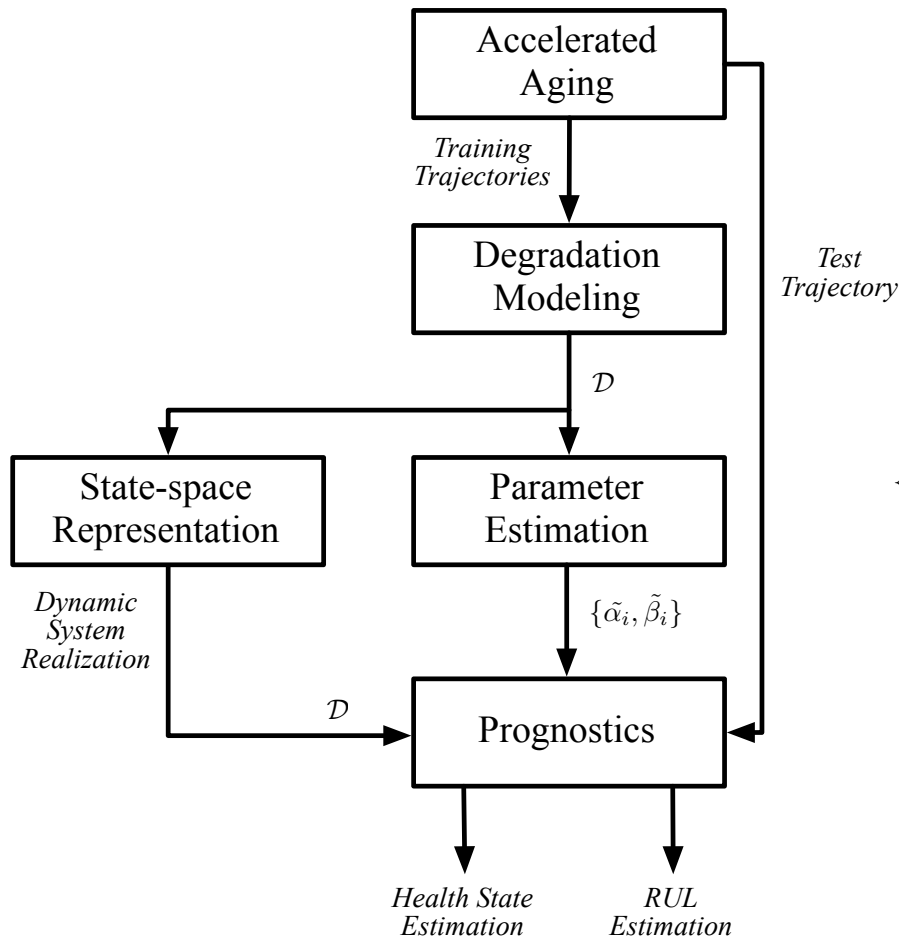 Accelerated
Aging
Training
Trajectories
Degradation
Modeling
Test
Trajectory
𝒟
State-space
Representation
Parameter
Estimation
Dynamic
System
Realization
{α̃ᵢ, β̃ᵢ}
𝒟
Prognostics
Health State
Estimation
RUL
Estimation